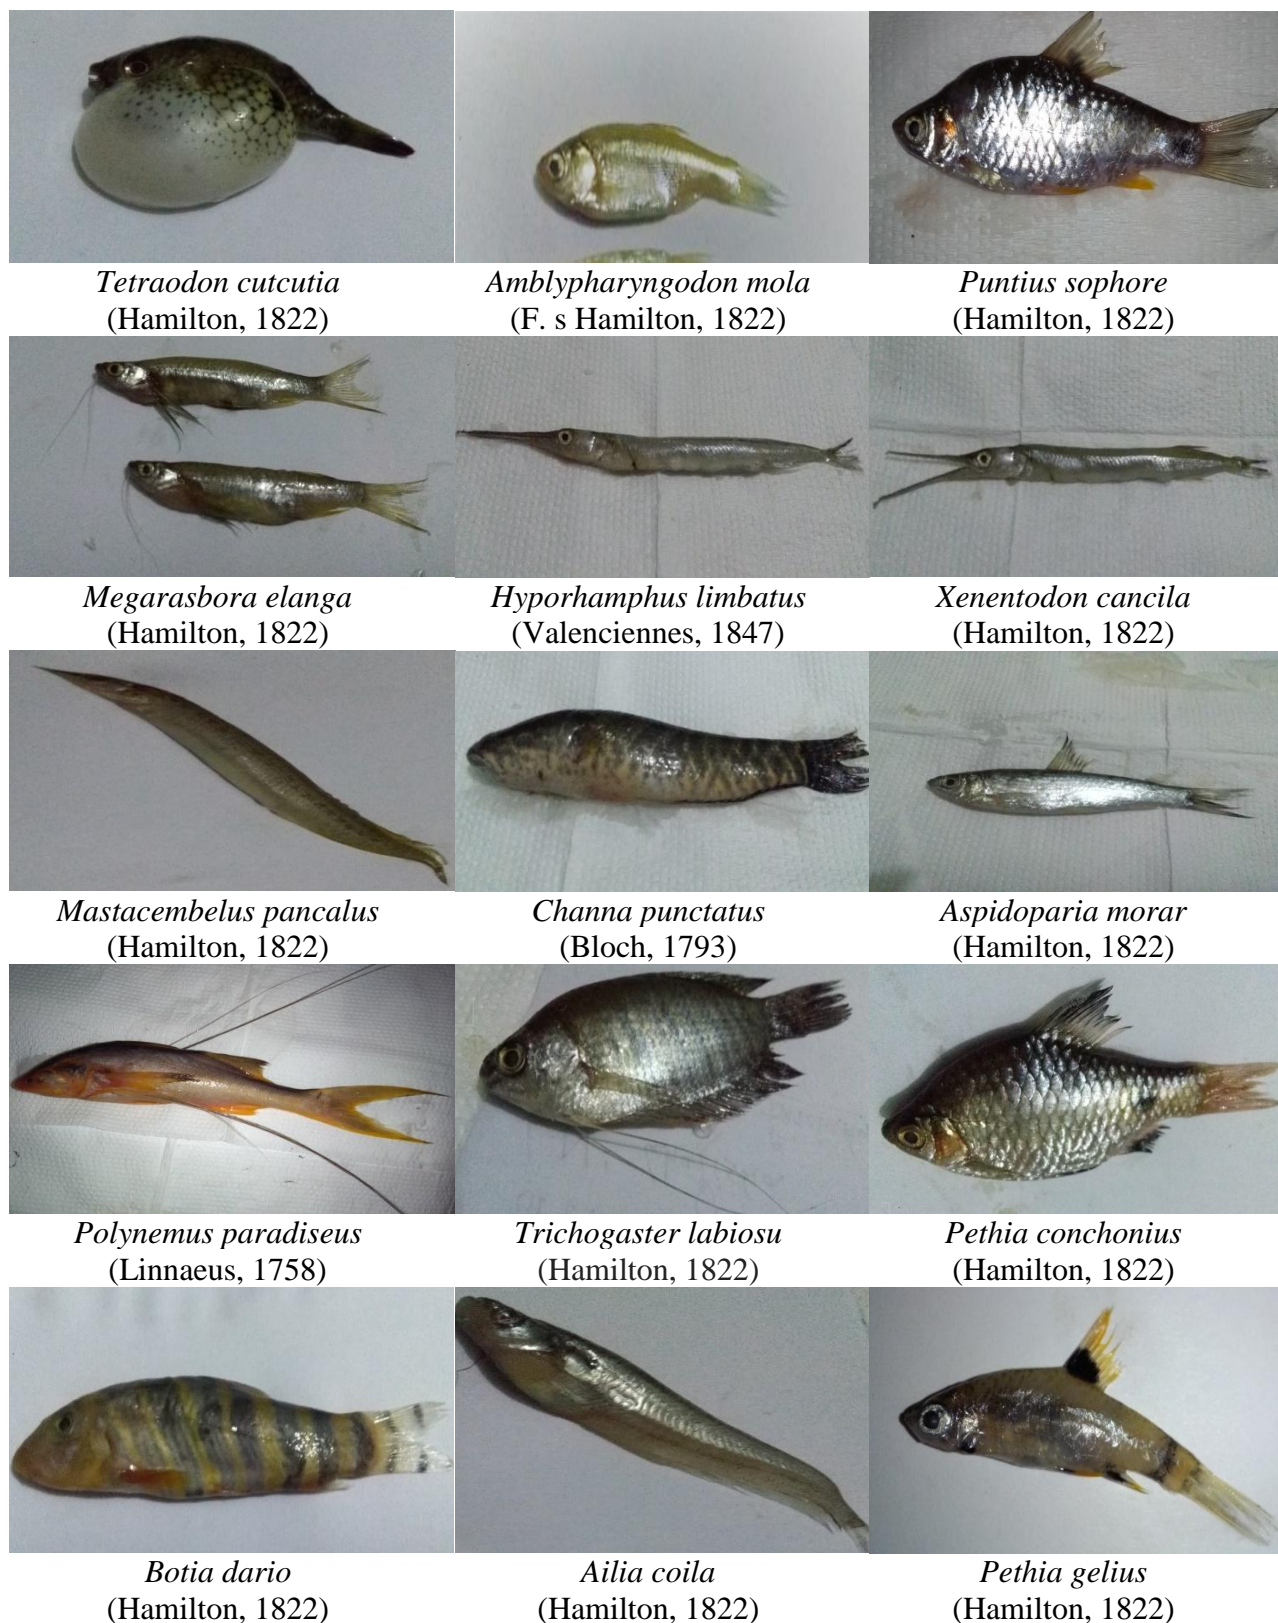 Tetraodon cutcutia
(Hamilton, 1822)
Amblypharyngodon mola
(F. s Hamilton, 1822)
Puntius sophore
(Hamilton, 1822)
Megarasbora elanga
(Hamilton, 1822)
Hyporhamphus limbatus
(Valenciennes, 1847)
Xenentodon cancila
(Hamilton, 1822)
Mastacembelus pancalus
(Hamilton, 1822)
Channa punctatus
(Bloch, 1793)
Aspidoparia morar
(Hamilton, 1822)
Polynemus paradiseus
(Linnaeus, 1758)
Trichogaster labiosu
(Hamilton, 1822)
Pethia conchonius
(Hamilton, 1822)
Botia dario
(Hamilton, 1822)
Ailia coila
(Hamilton, 1822)
Pethia gelius
(Hamilton, 1822)